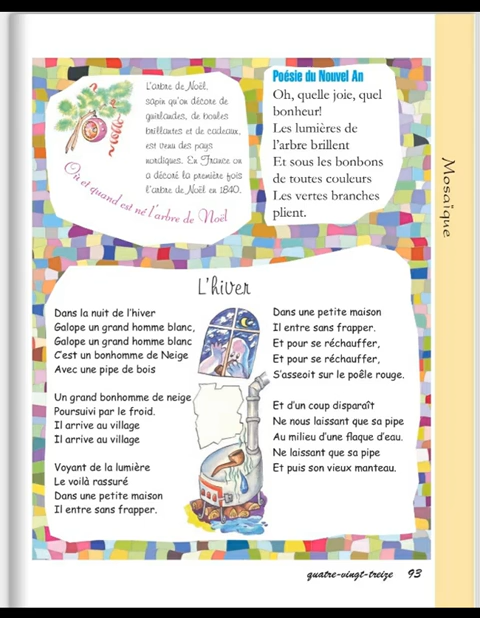 L'arbre de Noël,
sapin qu'on décore de
guirlandes, de boules
brillantes et de cadeaux,
est venu des pays
nordiques. En France on
a décoré la première fois
l'arbre de Noël en 1840.
Où et quand est né l'arbre de Noël
Poésie du Nouvel An
Oh, quelle joie, quel
bonheur!
Les lumières de
l'arbre brillent
Et sous les bonbons
de toutes couleurs
Les vertes branches
plient.
Mosaïque
L'hiver
Dans la nuit de l'hiver
Galope un grand homme blanc,
Galope un grand homme blanc
C'est un bonhomme de Neige
Avec une pipe de bois
Un grand bonhomme de neige
Poursuivi par le froid.
Il arrive au village
Il arrive au village
Voyant de la lumière
Le voilà rassuré
Dans une petite maison
Il entre sans frapper.
Dans une petite maison
Il entre sans frapper.
Et pour se réchauffer,
Et pour se réchauffer,
S'asseoit sur le poêle rouge.
Et d'un coup disparaît
Ne nous laissant que sa pipe
Au milieu d'une flaque d'eau.
Ne laissant que sa pipe
Et puis son vieux manteau.
quatre-vingt-treize 93